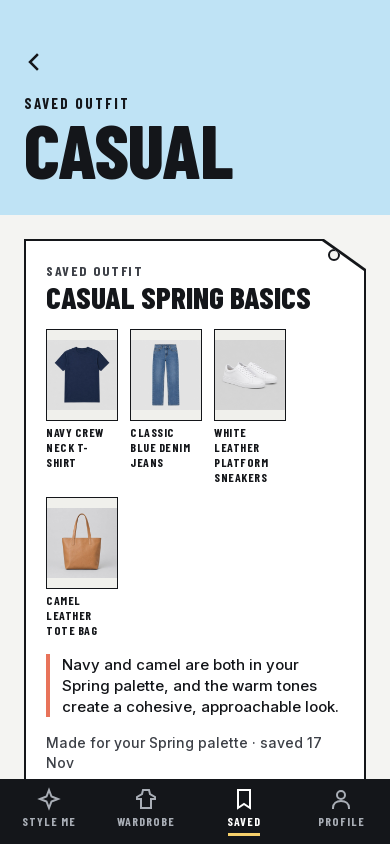 SAVED OUTFIT
CASUAL
SAVED OUTFIT
CASUAL SPRING BASICS
NAVY CREW
NECK T-
SHIRT
CLASSIC
BLUE DENIM
JEANS
WHITE
LEATHER
PLATFORM
SNEAKERS
CAMEL
LEATHER
TOTE BAG
Navy and camel are both in your
Spring palette, and the warm tones
create a cohesive, approachable look.
Made for your Spring palette · saved 17
Nov
STYLE ME
WARDROBE
SAVED
PROFILE